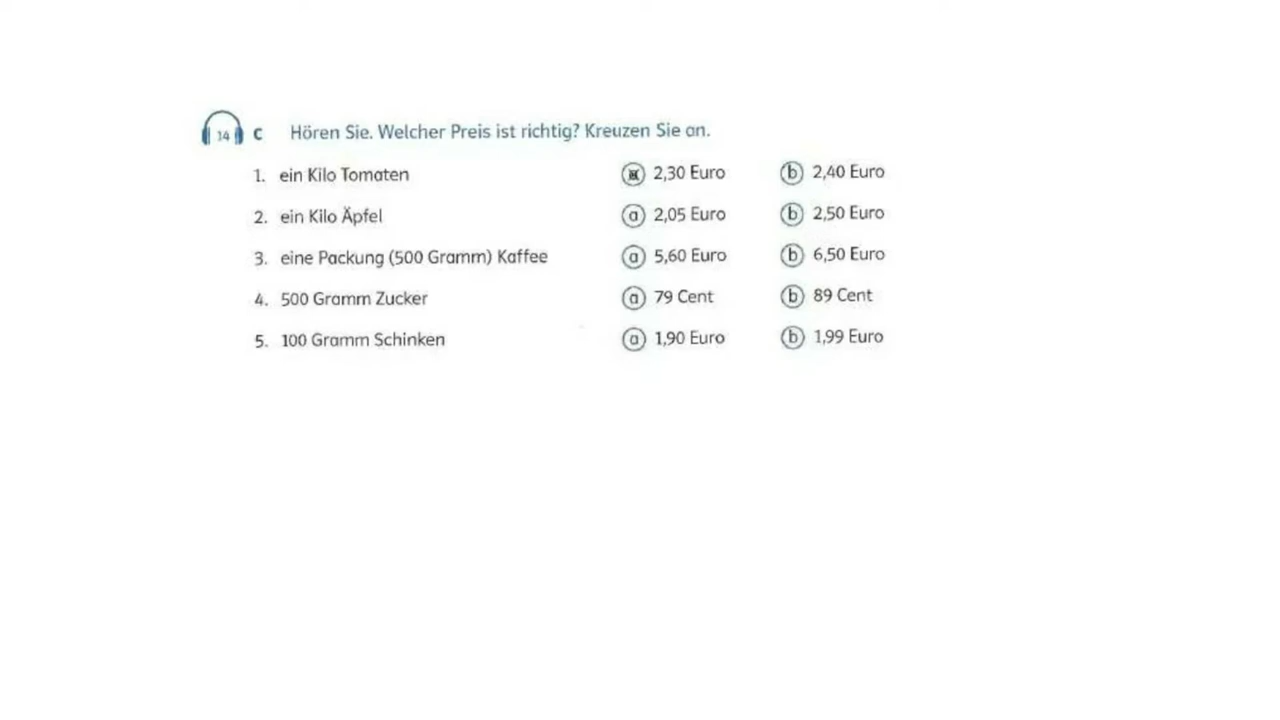 14 C Hören Sie. Welcher Preis ist richtig? Kreuzen Sie an.
1. ein Kilo Tomaten ⓐ 2,30 Euro ⓑ 2,40 Euro
2. ein Kilo Äpfel ⓐ 2,05 Euro ⓑ 2,50 Euro
3. eine Packung (500 Gramm) Kaffee ⓐ 5,60 Euro ⓑ 6,50 Euro
4. 500 Gramm Zucker ⓐ 79 Cent ⓑ 89 Cent
5. 100 Gramm Schinken ⓐ 1,90 Euro ⓑ 1,99 Euro